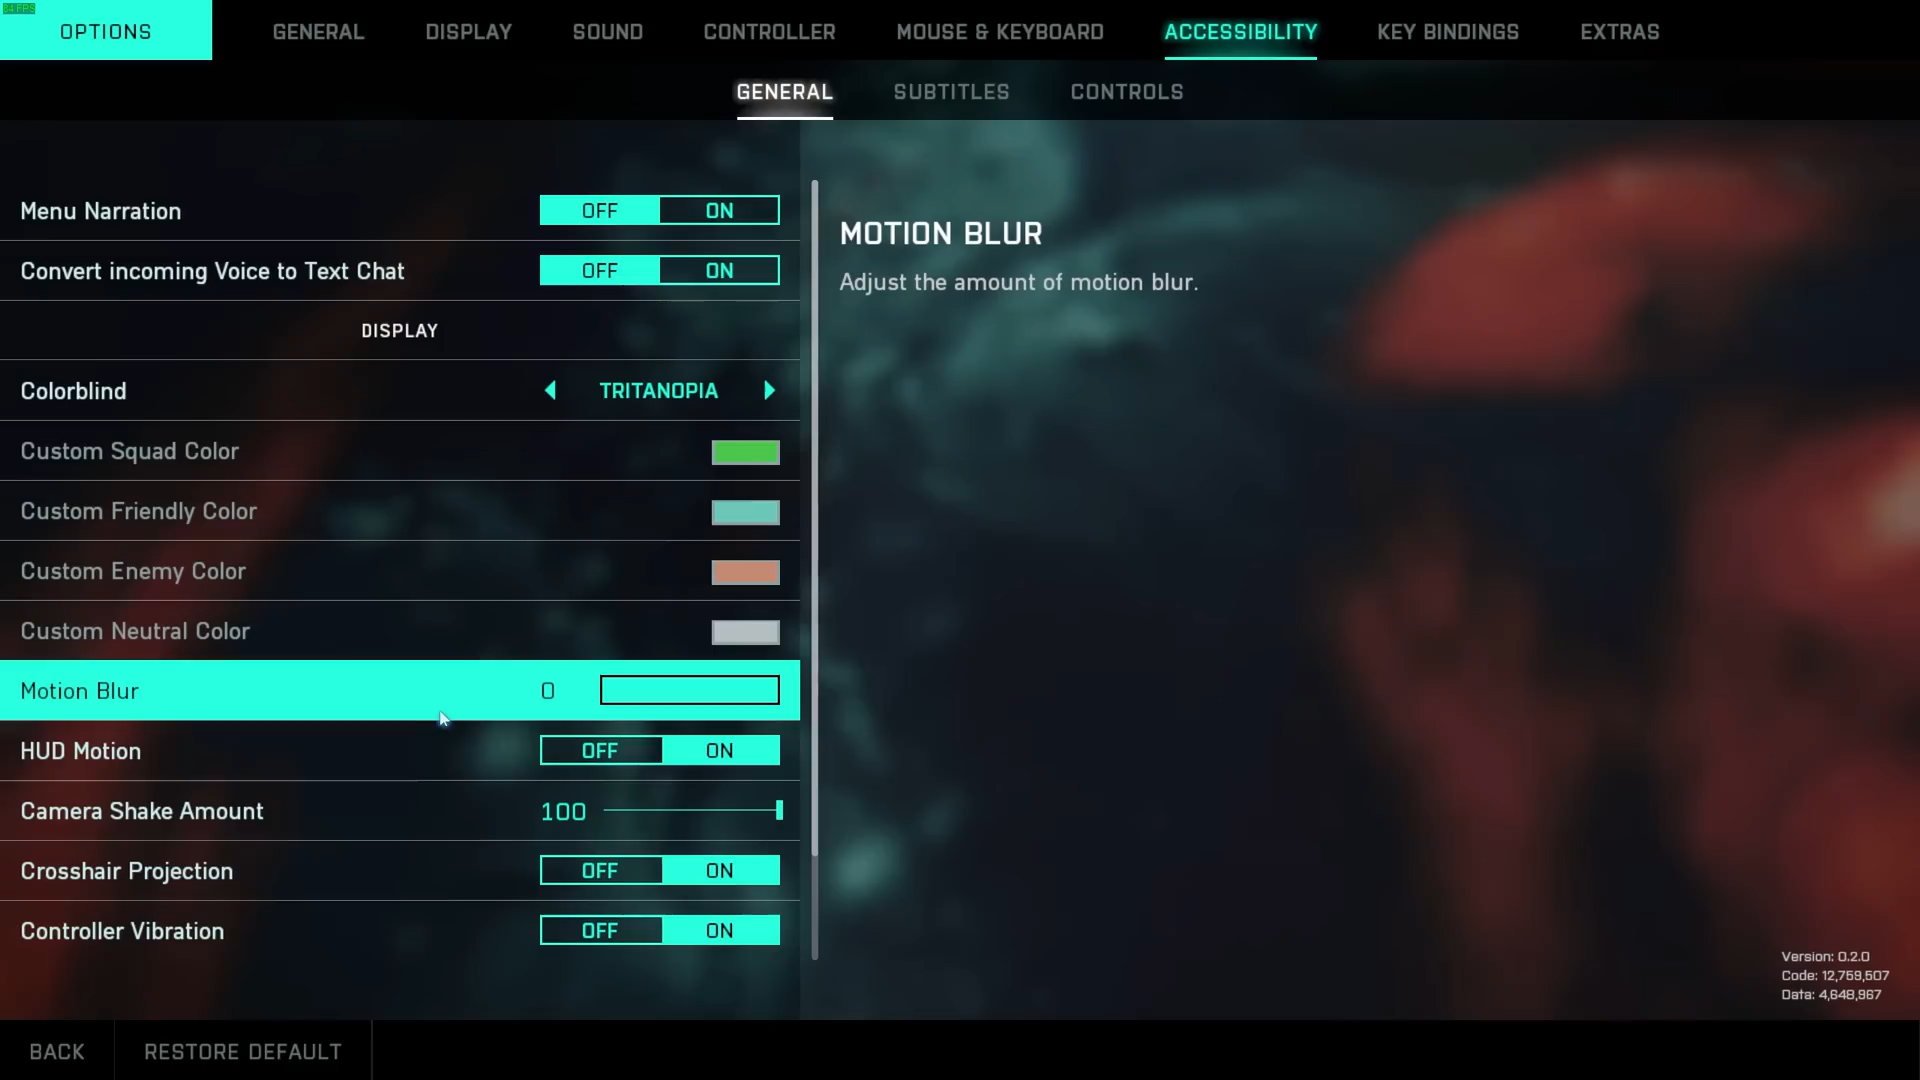 64 FPS
OPTIONS
GENERAL
DISPLAY
SOUND
CONTROLLER
MOUSE & KEYBOARD
ACCESSIBILITY
KEY BINDINGS
EXTRAS
GENERAL
SUBTITLES
CONTROLS
Menu Narration OFF ON
Convert incoming Voice to Text Chat OFF ON
DISPLAY
Colorblind TRITANOPIA
Custom Squad Color
Custom Friendly Color
Custom Enemy Color
Custom Neutral Color
Motion Blur 0
HUD Motion OFF ON
Camera Shake Amount 100
Crosshair Projection OFF ON
Controller Vibration OFF ON
MOTION BLUR
Adjust the amount of motion blur.
Version: 0.2.0
Code: 12,759,507
Data: 4,648,967
BACK
RESTORE DEFAULT